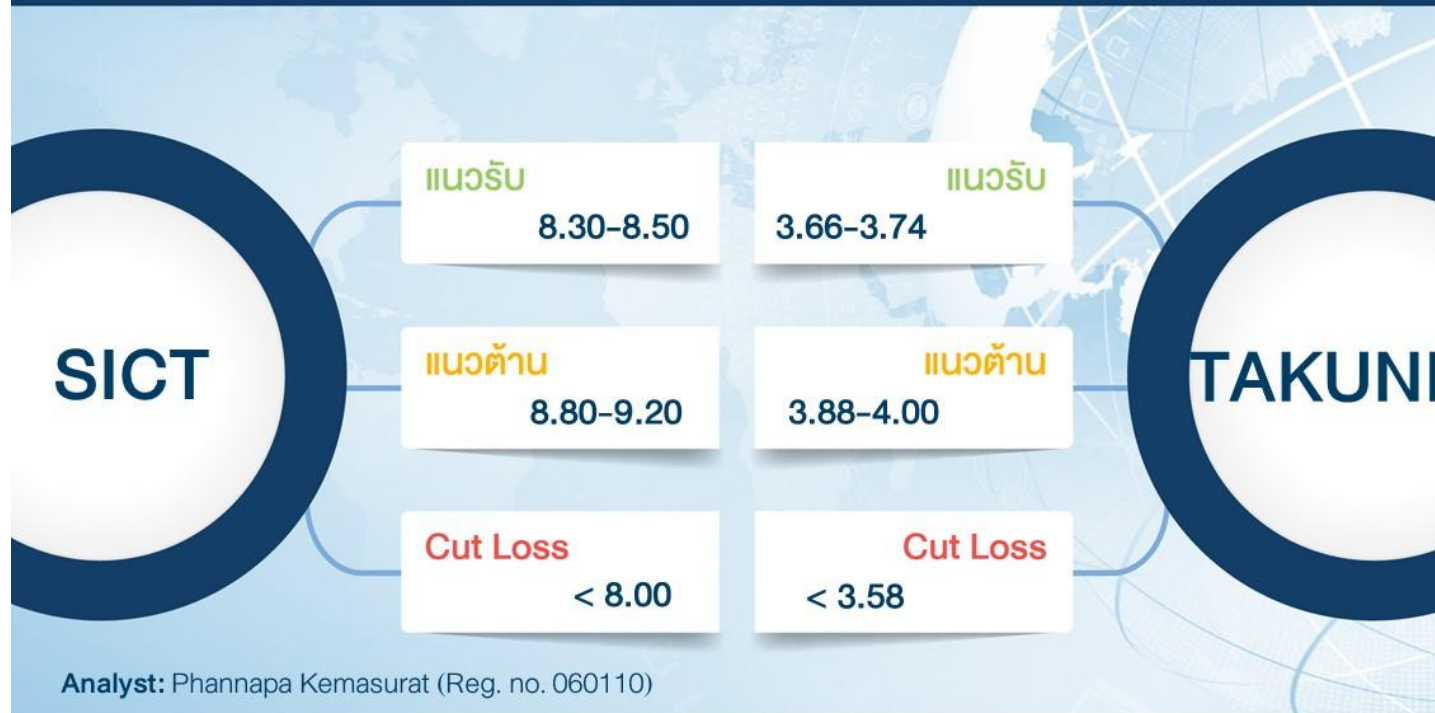 SICT
แนวรับ
8.30-8.50
แนวต้าน
8.80-9.20
Cut Loss
< 8.00
แนวรับ
3.66-3.74
แนวต้าน
3.88-4.00
Cut Loss
< 3.58
TAKUNI
Analyst: Phannapa Kemasurat (Reg. no. 060110)